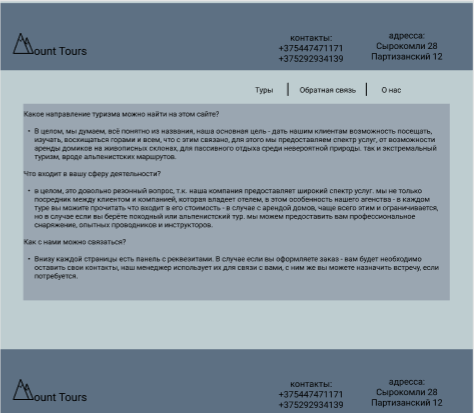 Mount Tours
контакты:
+375447471171
+375292934139
адресса:
Сырокомли 28
Партизанский 12
Туры
Обратная связь
О нас
Какое направление туризма можно найти на этом сайте?
• В целом, мы думаем, всё понятно из названия, наша основная цель - дать нашим клиентам возможность посещать,
изучать, восхищаться горами и всем, что с этим связано, для этого мы предоставляем спектр услуг, от возможности
аренды домиков на живописных склонах, для пассивного отдыха среди невероятной природы. так и экстремальный
туризм, вроде альпенистских маршрутов.
Что входит в вашу сферу деятельности?
• в целом, это довольно резонный вопрос, т.к. наша компания предоставляет широкий спектр услуг. мы не только
посредник между клиентом и компанией, которая владеет отелем, в этом особенность нашего агенства - в каждом
туре вы можите прочитать что входит в его стоимость - в случае с арендой домов, чаще всего этим и ограничивается,
но в случае если вы берёте походный или альпенистский тур. мы можем предоставить вам профессиональное
снаряжение, опытных проводников и инструкторов.
Как с нами можно связаться?
• Внизу каждой страницы есть панель с реквезитами. В случае если вы оформляете заказ - вам будет необходимо
оставить свои контакты, наш менеджер использует их для связи с вами, с ним же вы можете назначить встречу, если
потребуется.
Mount Tours
контакты:
+375447471171
+375292934139
адресса:
Сырокомли 28
Партизанский 12